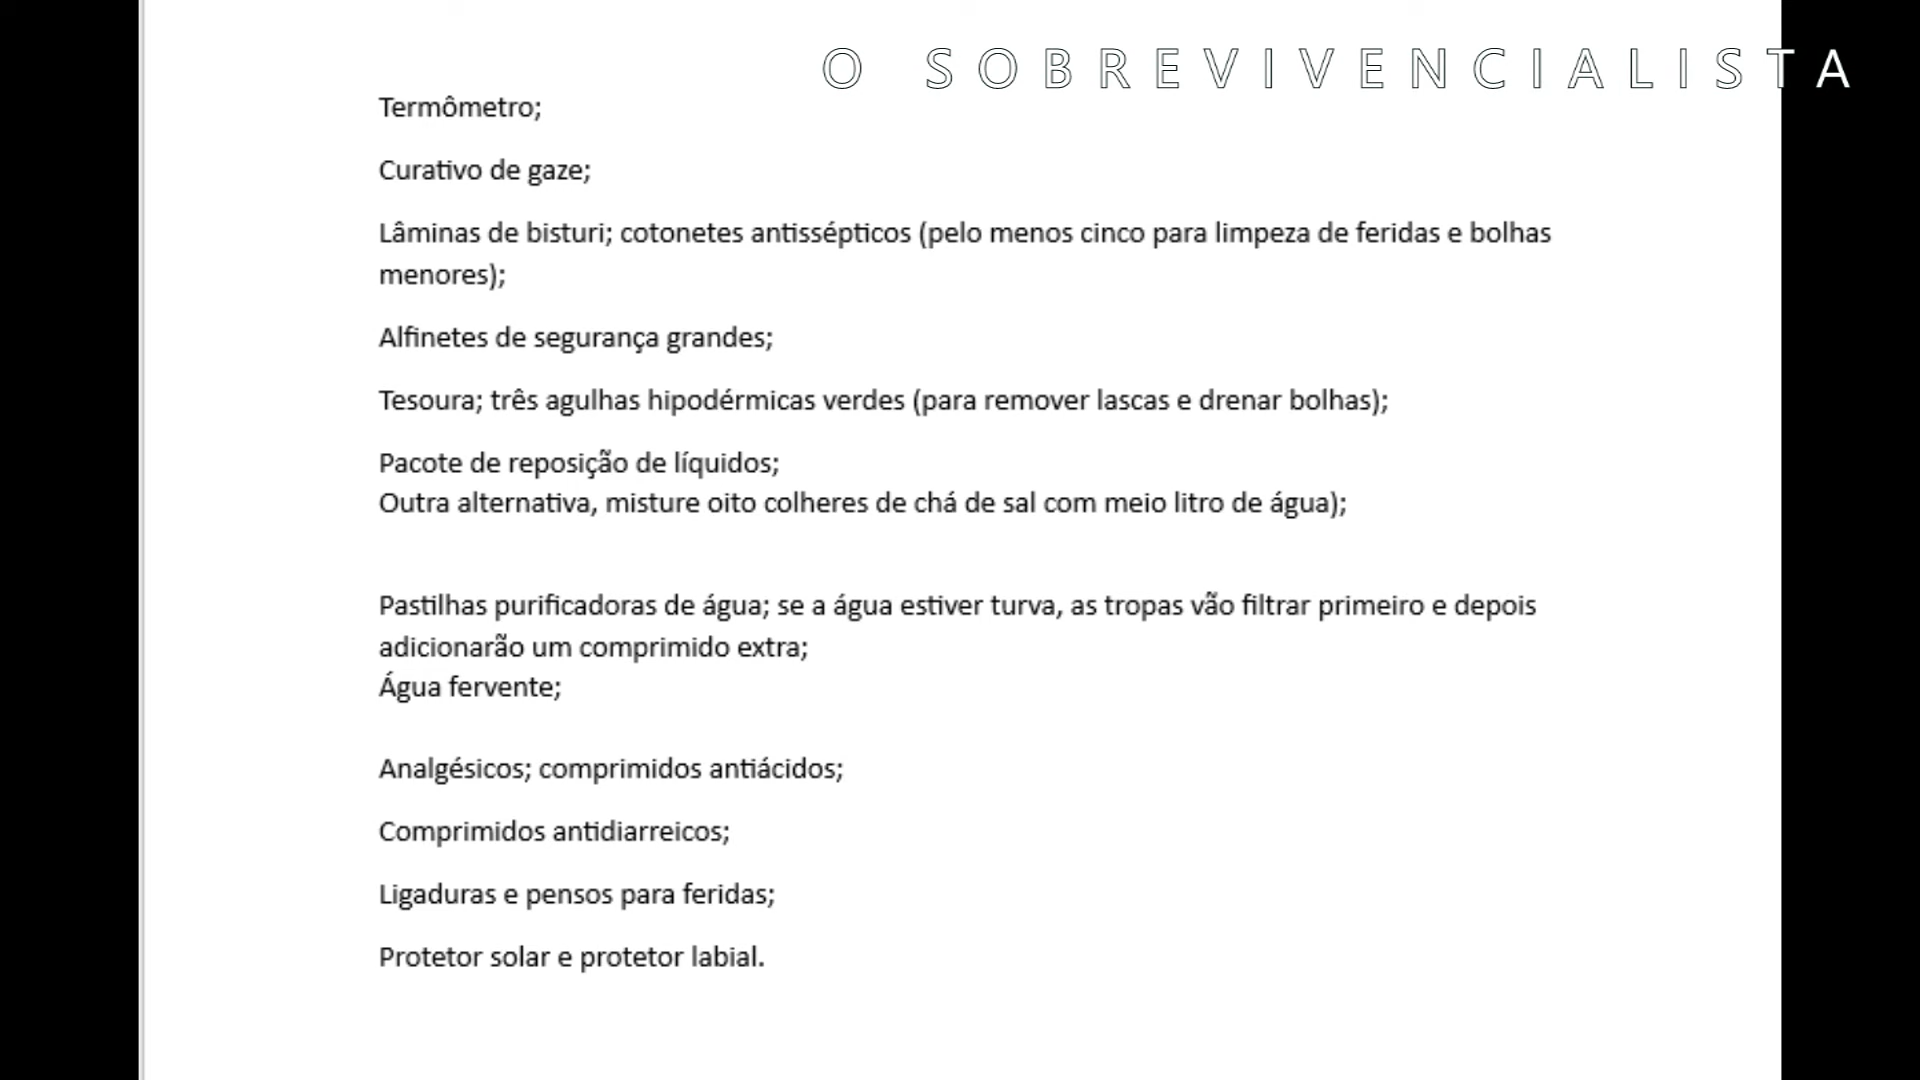 O SOBREVIVENCIALISTA
Termômetro;
Curativo de gaze;
Lâminas de bisturi; cotonetes antissépticos (pelo menos cinco para limpeza de feridas e bolhas
menores);
Alfinetes de segurança grandes;
Tesoura; três agulhas hipodérmicas verdes (para remover lascas e drenar bolhas);
Pacote de reposição de líquidos;
Outra alternativa, misture oito colheres de chá de sal com meio litro de água);
Pastilhas purificadoras de água; se a água estiver turva, as tropas vão filtrar primeiro e depois
adicionarão um comprimido extra;
Água fervente;
Analgésicos; comprimidos antiácidos;
Comprimidos antidiarreicos;
Ligaduras e pensos para feridas;
Protetor solar e protetor labial.